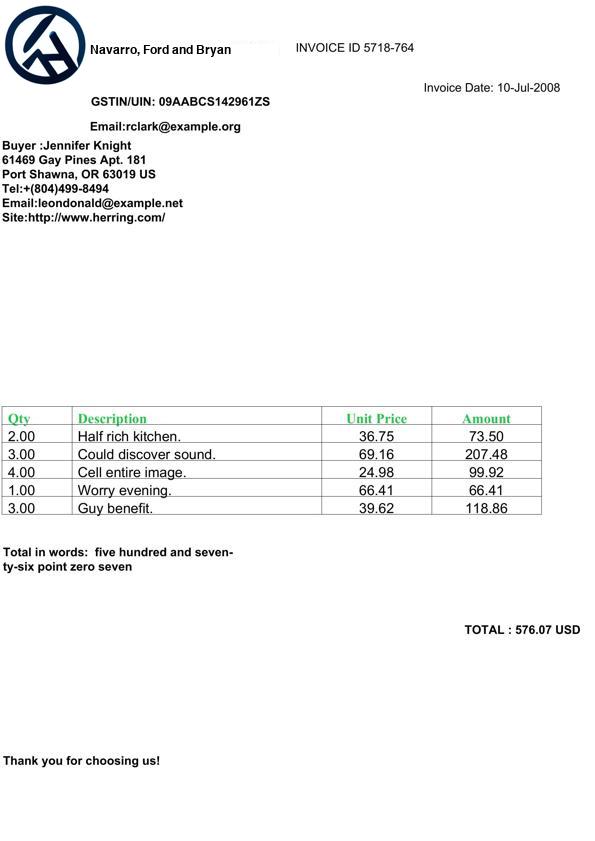 Navarro, Ford and Bryan
INVOICE ID 5718-764
Invoice Date: 10-Jul-2008
GSTIN/UIN: 09AABCS142961ZS
Email:rclark@example.org
Buyer :Jennifer Knight
61469 Gay Pines Apt. 181
Port Shawna, OR 63019 US
Tel:+(804)499-8494
Email:leondonald@example.net
Site:http://www.herring.com/
Qty Description Unit Price Amount
2.00 Half rich kitchen. 36.75 73.50
3.00 Could discover sound. 69.16 207.48
4.00 Cell entire image. 24.98 99.92
1.00 Worry evening. 66.41 66.41
3.00 Guy benefit. 39.62 118.86
Total in words:  five hundred and seven-
ty-six point zero seven
TOTAL : 576.07 USD
Thank you for choosing us!